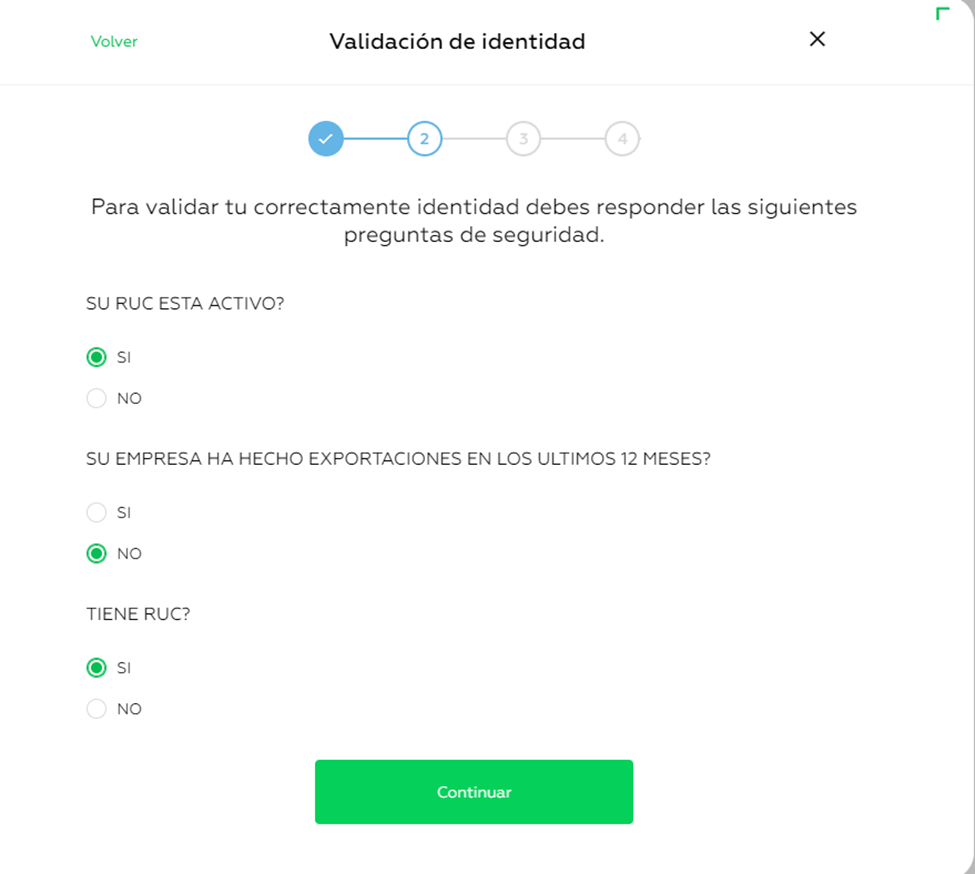 Volver
Validación de identidad
2
3
4
Para validar tu correctamente identidad debes responder las siguientes
preguntas de seguridad.
SU RUC ESTA ACTIVO?
SI
NO
SU EMPRESA HA HECHO EXPORTACIONES EN LOS ULTIMOS 12 MESES?
SI
NO
TIENE RUC?
SI
NO
Continuar